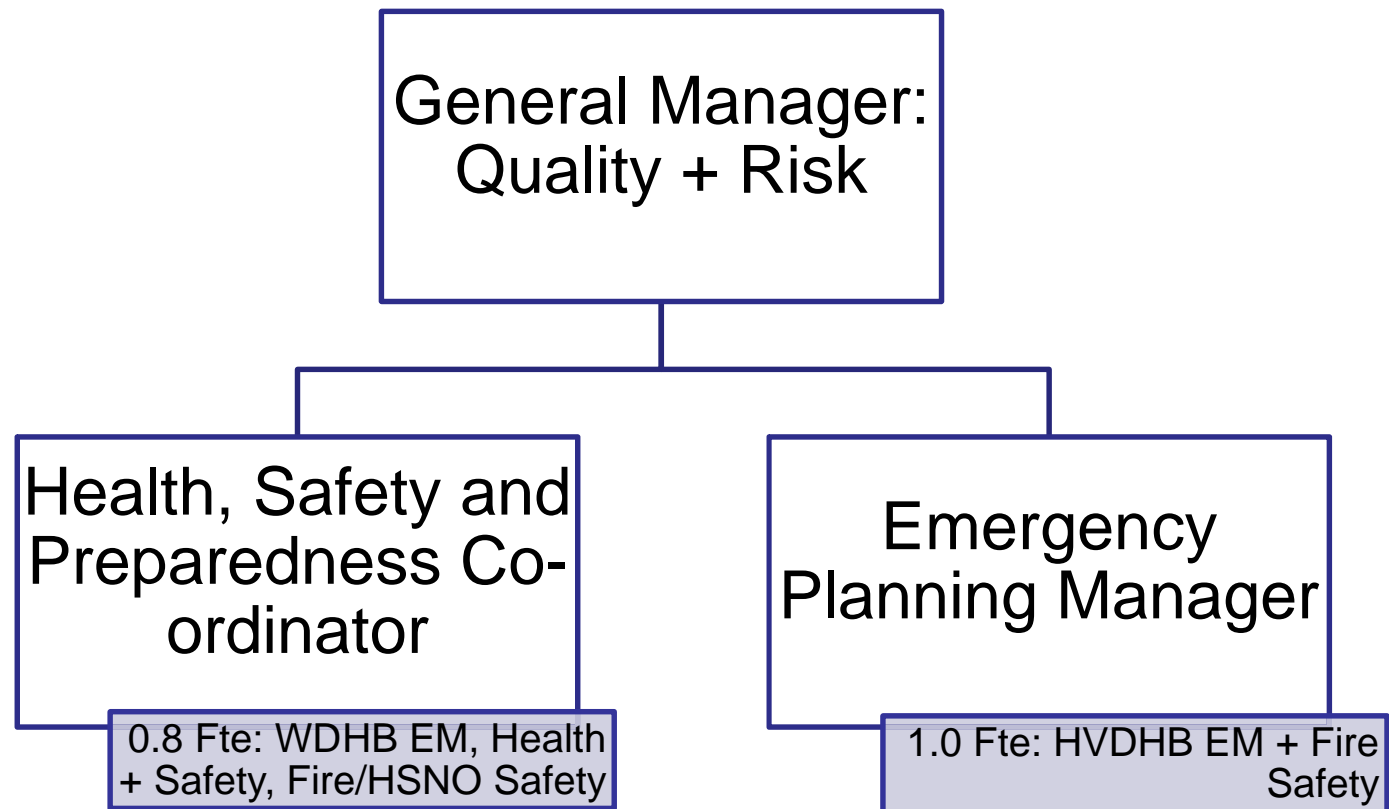 General Manager:
Quality + Risk
Health, Safety and
Preparedness Co-
ordinator
0.8 Fte: WDHB EM, Health
+ Safety, Fire/HSNO Safety
Emergency
Planning Manager
1.0 Fte: HVDHB EM + Fire
Safety